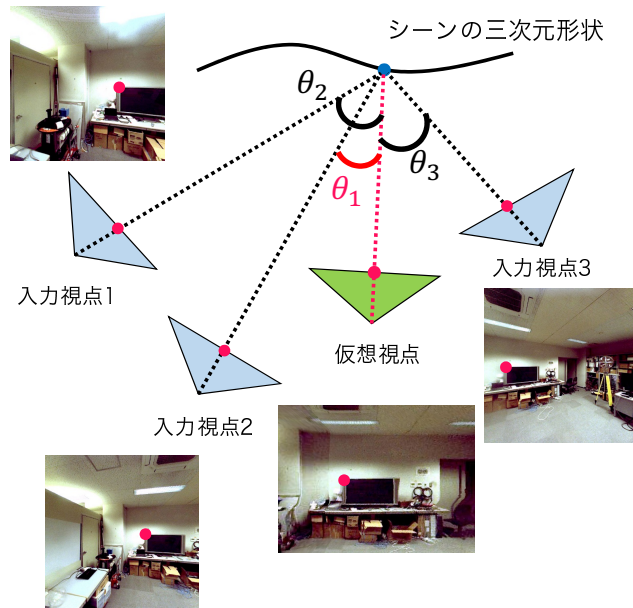 シーンの三次元形状
θ₂
θ₁
θ₃
入力視点1
入力視点3
仮想視点
入力視点2